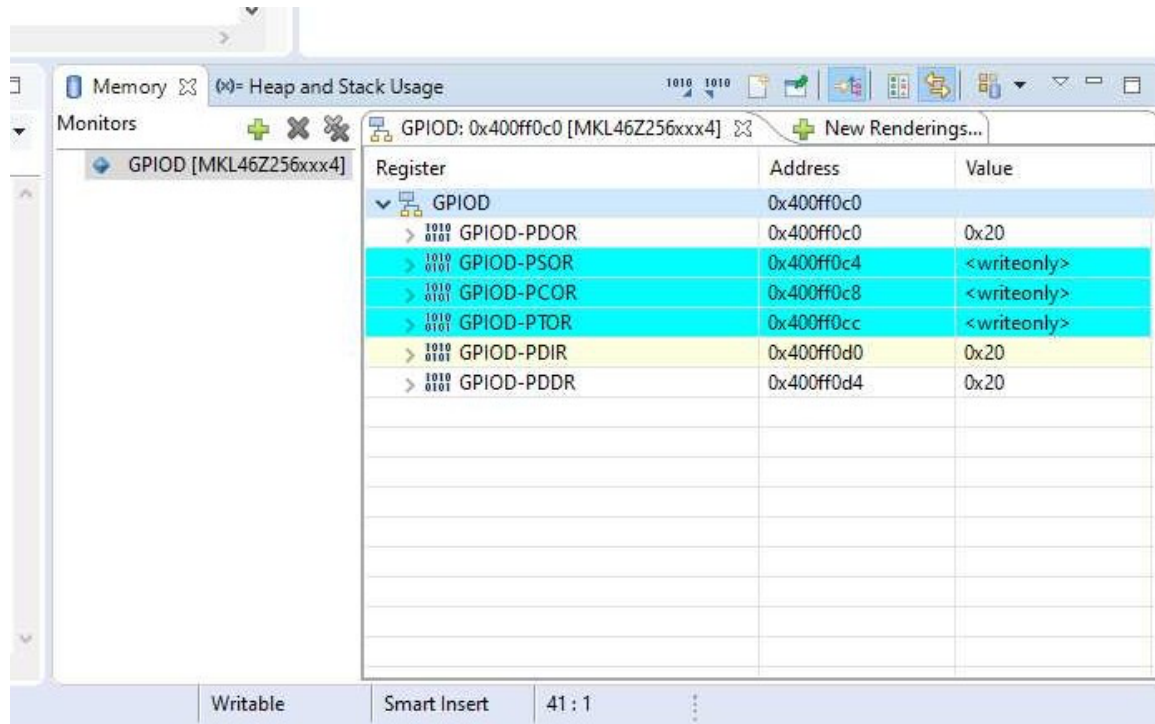 Memory (x)= Heap and Stack Usage
Monitors
GPIOD [MKL46Z256xxx4]
GPIOD: 0x400ff0c0 [MKL46Z256xxx4] New Renderings...
Register Address Value
GPIOD 0x400ff0c0
GPIOD-PDOR 0x400ff0c0 0x20
GPIOD-PSOR 0x400ff0c4 <writeonly>
GPIOD-PCOR 0x400ff0c8 <writeonly>
GPIOD-PTOR 0x400ff0cc <writeonly>
GPIOD-PDIR 0x400ff0d0 0x20
GPIOD-PDDR 0x400ff0d4 0x20
Writable Smart Insert 41 : 1